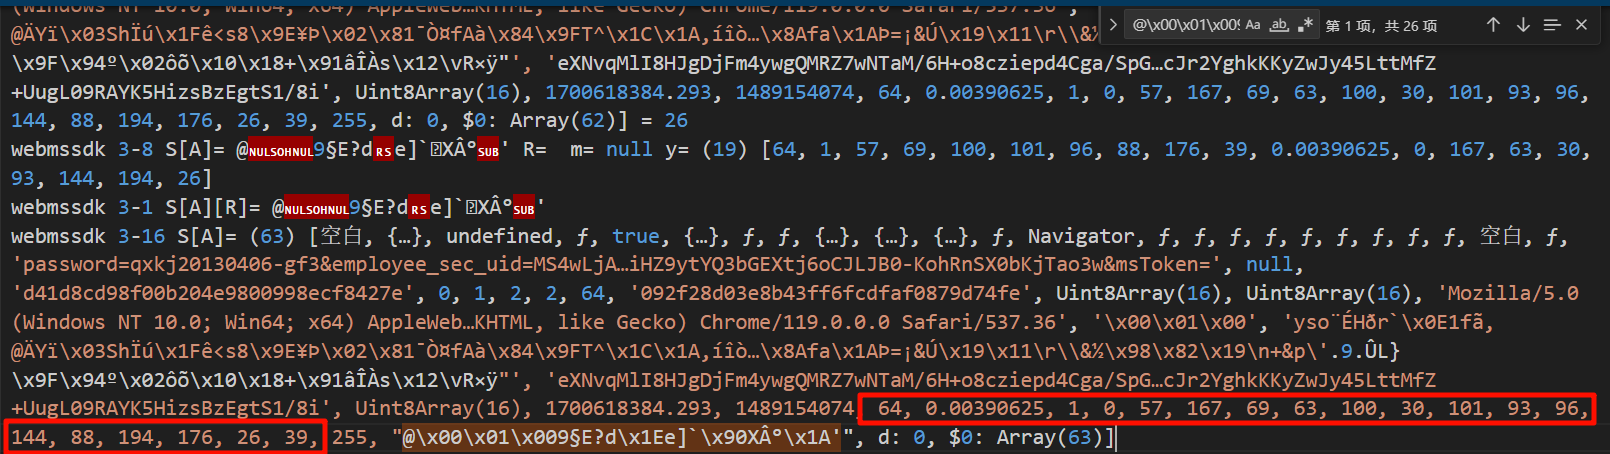 10.0; Win64; x64) AppleWeb…KHTML, like Gecko) Chrome/119.0.0.0 Safari/537.36',
@\x00\x01\x009§ Aa ab .* 第 1 项, 共 26 项
@ÄYï\x03ShÏú\x1Fê<s8\x9E¥Þ\x02\x81¯Ò¤fAà\x84\x9FT^\x1C\x1A,íîò…\x8Afa\x1AÞ=¡&Ú\x19\x11\r\\&½
\x9F\x94º\x02ôõ\x10\x18+\x91âÎÀs\x12\vR×ÿ"', 'eXNvqMlI8HJgDjFm4ywgQMRZ7wNTaM/6H+o8cziepd4Cga/SpG…cJr2YghkKKyZwJy45LttMfZ
+UugL09RAYK5HizsBzEgtS1/8i', Uint8Array(16), 1700618384.293, 1489154074, 64, 0.00390625, 1, 0, 57, 167, 69, 63, 100, 30, 101, 93, 96,
144, 88, 194, 176, 26, 39, 255, d: 0, $0: Array(62)] = 26
webmssdk 3-8 S[A]= @NULSOHNUL9§E?dRSe]`XÂ°SUB' R=  m= null y= (19) [64, 1, 57, 69, 100, 101, 96, 88, 176, 39, 0.00390625, 0, 167, 63, 30,
93, 144, 194, 26]
webmssdk 3-1 S[A][R]= @NULSOHNUL9§E?dRSe]`XÂ°SUB'
webmssdk 3-16 S[A]= (63) [空白, {…}, undefined, ƒ, true, {…}, ƒ, ƒ, {…}, {…}, {…}, ƒ, Navigator, ƒ, ƒ, ƒ, ƒ, ƒ, ƒ, ƒ, ƒ, 空白, ƒ,
'password=qxkj20130406-gf3&employee_sec_uid=MS4wLjA…iHZ9ytYQ3bGEXtj6oCJLJB0-KohRnSX0bKjTao3w&msToken=', null,
'd41d8cd98f00b204e9800998ecf8427e', 0, 1, 2, 2, 64, '092f28d03e8b43ff6fcdfaf0879d74fe', Uint8Array(16), Uint8Array(16), 'Mozilla/5.0
(Windows NT 10.0; Win64; x64) AppleWeb…KHTML, like Gecko) Chrome/119.0.0.0 Safari/537.36', '\x00\x01\x00', 'yso¨ÉHðr`\x0E1fã,
@ÄYï\x03ShÏú\x1Fê<s8\x9E¥Þ\x02\x81¯Ò¤fAà\x84\x9FT^\x1C\x1A,íîò…\x8Afa\x1AÞ=¡&Ú\x19\x11\r\\&½\x98\x82\x19\n+&p\'.9.ÛL}
\x9F\x94º\x02ôõ\x10\x18+\x91âÎÀs\x12\vR×ÿ"', 'eXNvqMlI8HJgDjFm4ywgQMRZ7wNTaM/6H+o8cziepd4Cga/SpG…cJr2YghkKKyZwJy45LttMfZ
+UugL09RAYK5HizsBzEgtS1/8i', Uint8Array(16), 1700618384.293, 1489154074, 64, 0.00390625, 1, 0, 57, 167, 69, 63, 100, 30, 101, 93, 96,
144, 88, 194, 176, 26, 39, 255, "@\x00\x01\x009§E?d\x1Ee]`\x90XÂ°\x1A'", d: 0, $0: Array(63)]